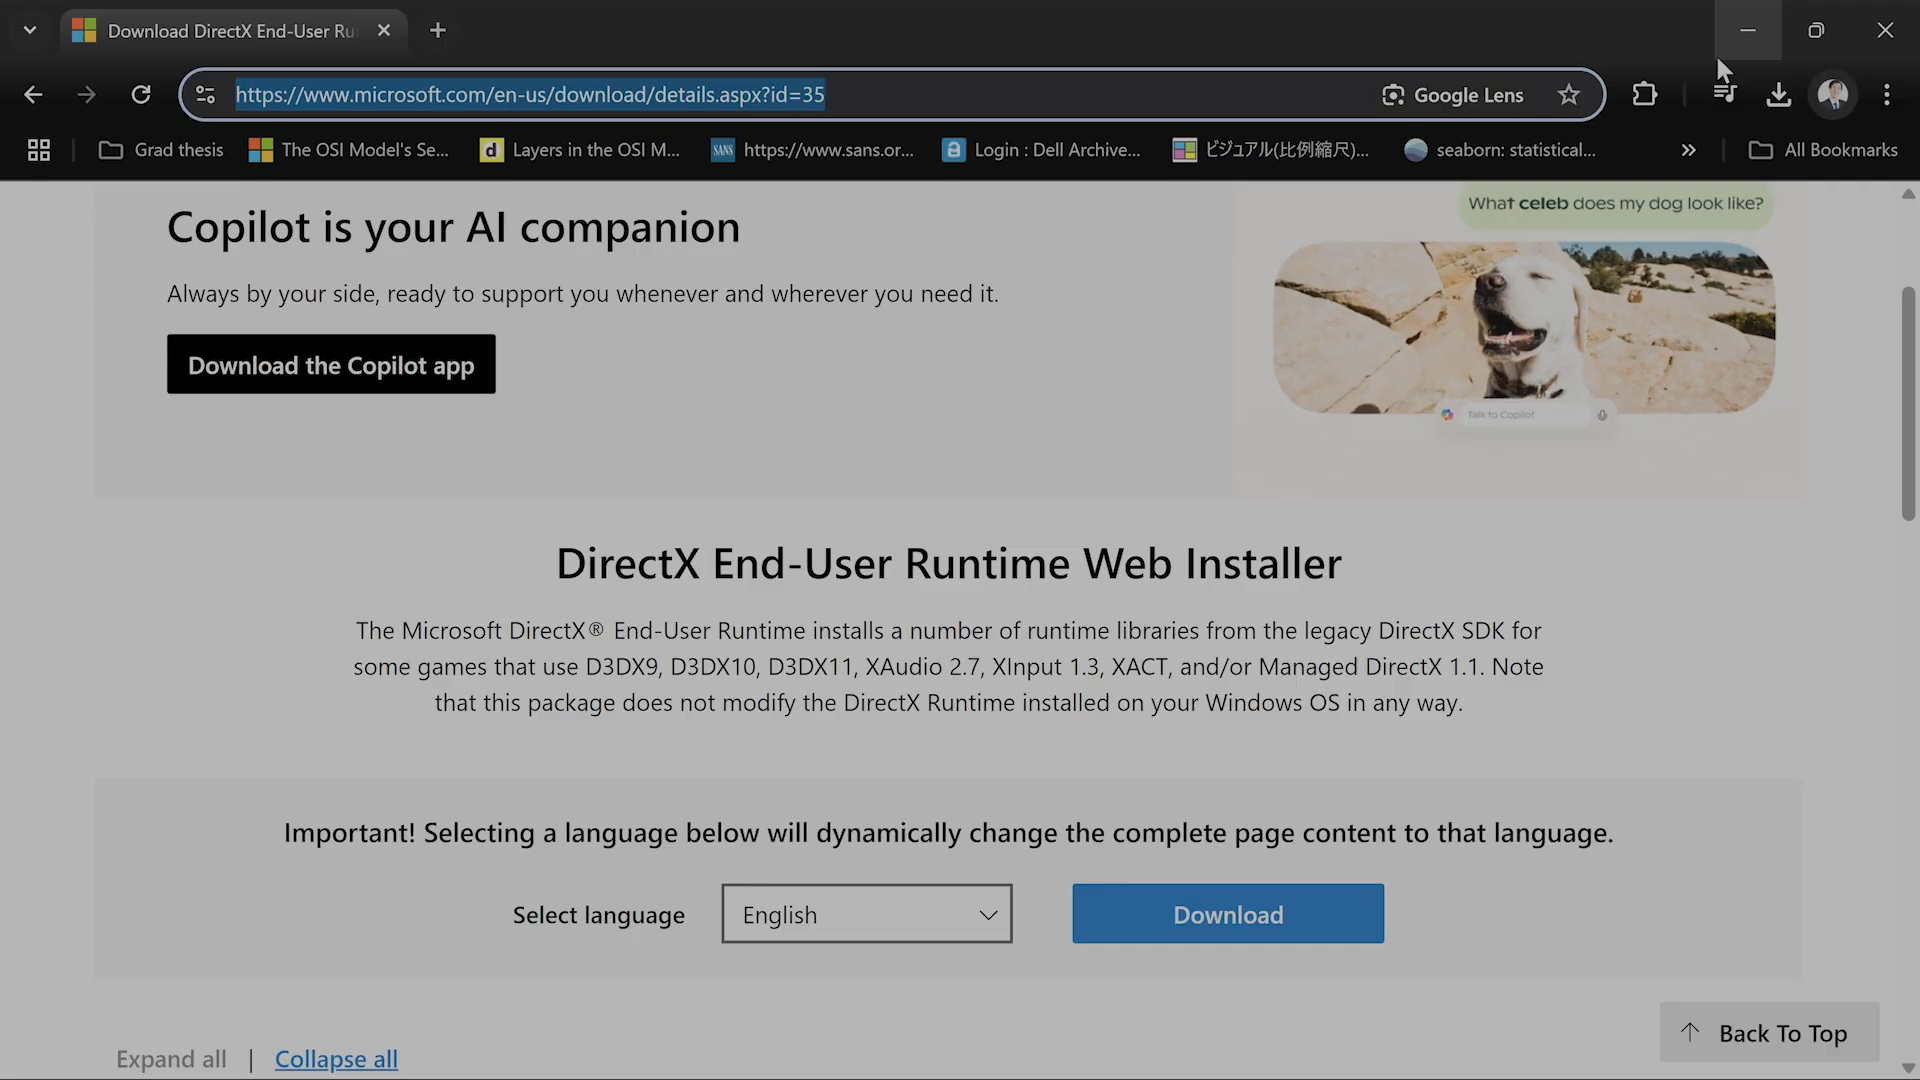 Download DirectX End-User Ru
https://www.microsoft.com/en-us/download/details.aspx?id=35
Google Lens
Grad thesis
The OSI Model's Se...
Layers in the OSI M...
SANS
https://www.sans.or...
Login : Dell Archive...
ビジュアル(比例縮尺)...
seaborn: statistical...
All Bookmarks
Copilot is your AI companion
Always by your side, ready to support you whenever and wherever you need it.
Download the Copilot app
What celeb does my dog look like?
Talk to Copilot
DirectX End-User Runtime Web Installer
The Microsoft DirectX® End-User Runtime installs a number of runtime libraries from the legacy DirectX SDK for
some games that use D3DX9, D3DX10, D3DX11, XAudio 2.7, XInput 1.3, XACT, and/or Managed DirectX 1.1. Note
that this package does not modify the DirectX Runtime installed on your Windows OS in any way.
Important! Selecting a language below will dynamically change the complete page content to that language.
Select language
English
Download
Back To Top
Expand all | Collapse all